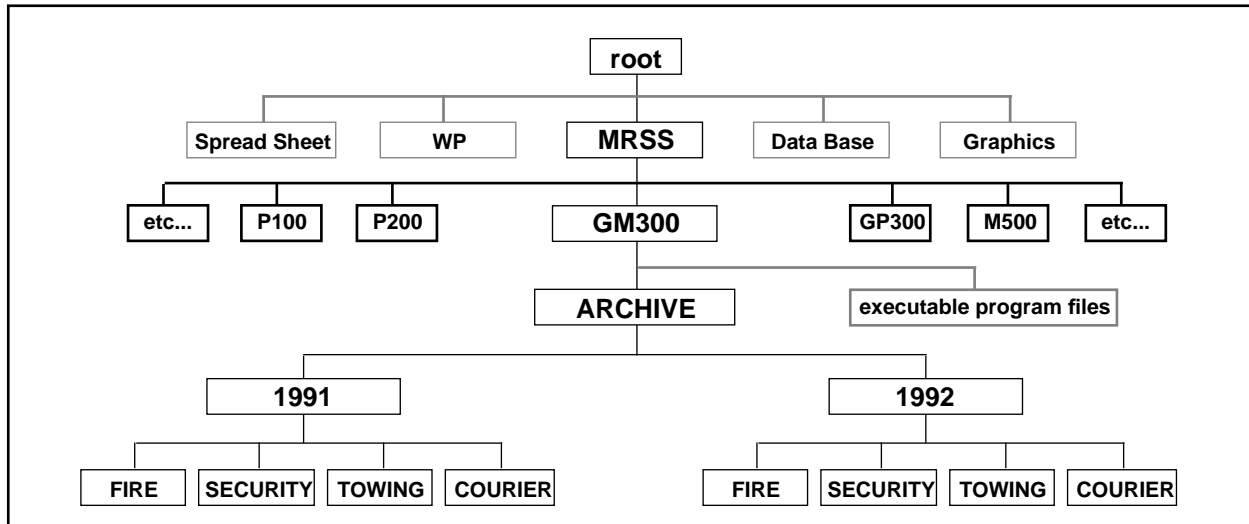 root
Spread Sheet WP MRSS Data Base Graphics
etc... P100 P200 GM300 GP300 M500 etc...
ARCHIVE executable program files
1991 1992
FIRE SECURITY TOWING COURIER FIRE SECURITY TOWING COURIER